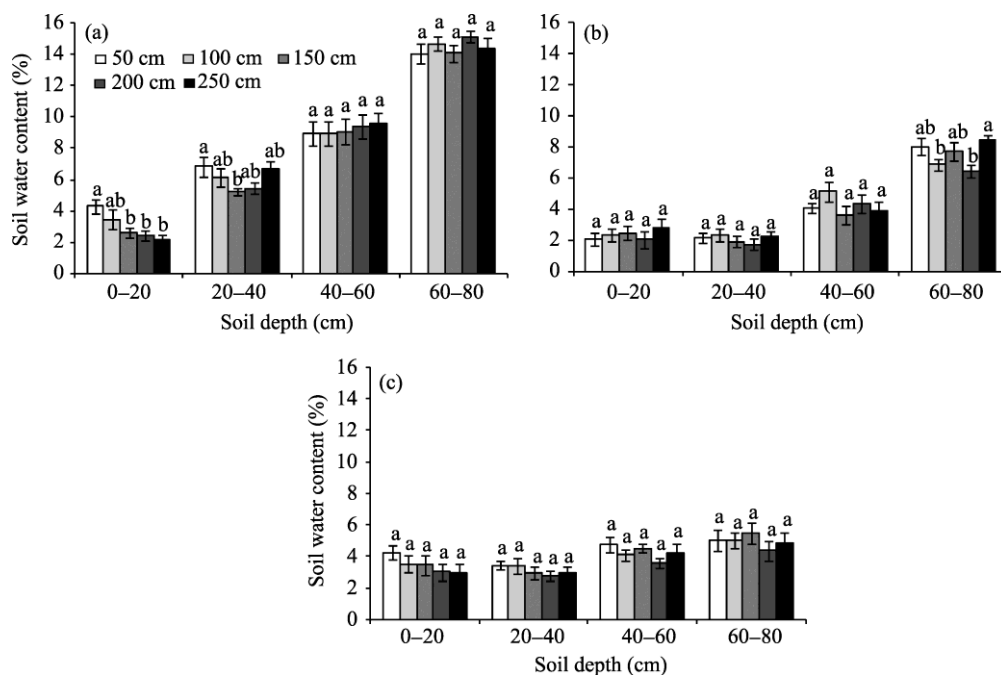 (a)
50 cm 100 cm 150 cm
200 cm 250 cm
Soil water content (%)
16
14
12
10
8
6
4
2
0
a ab b b b
a ab b ab ab
a a a a a
a a a a a
0–20 20–40 40–60 60–80
Soil depth (cm)
(b)
16
14
12
10
8
6
4
2
0
a a a a a
a a a a a
a a a a a
ab b ab b a
0–20 20–40 40–60 60–80
Soil depth (cm)
(c)
Soil water content (%)
16
14
12
10
8
6
4
2
0
a a a a a
a a a a a
a a a a a
a a a a a
0–20 20–40 40–60 60–80
Soil depth (cm)